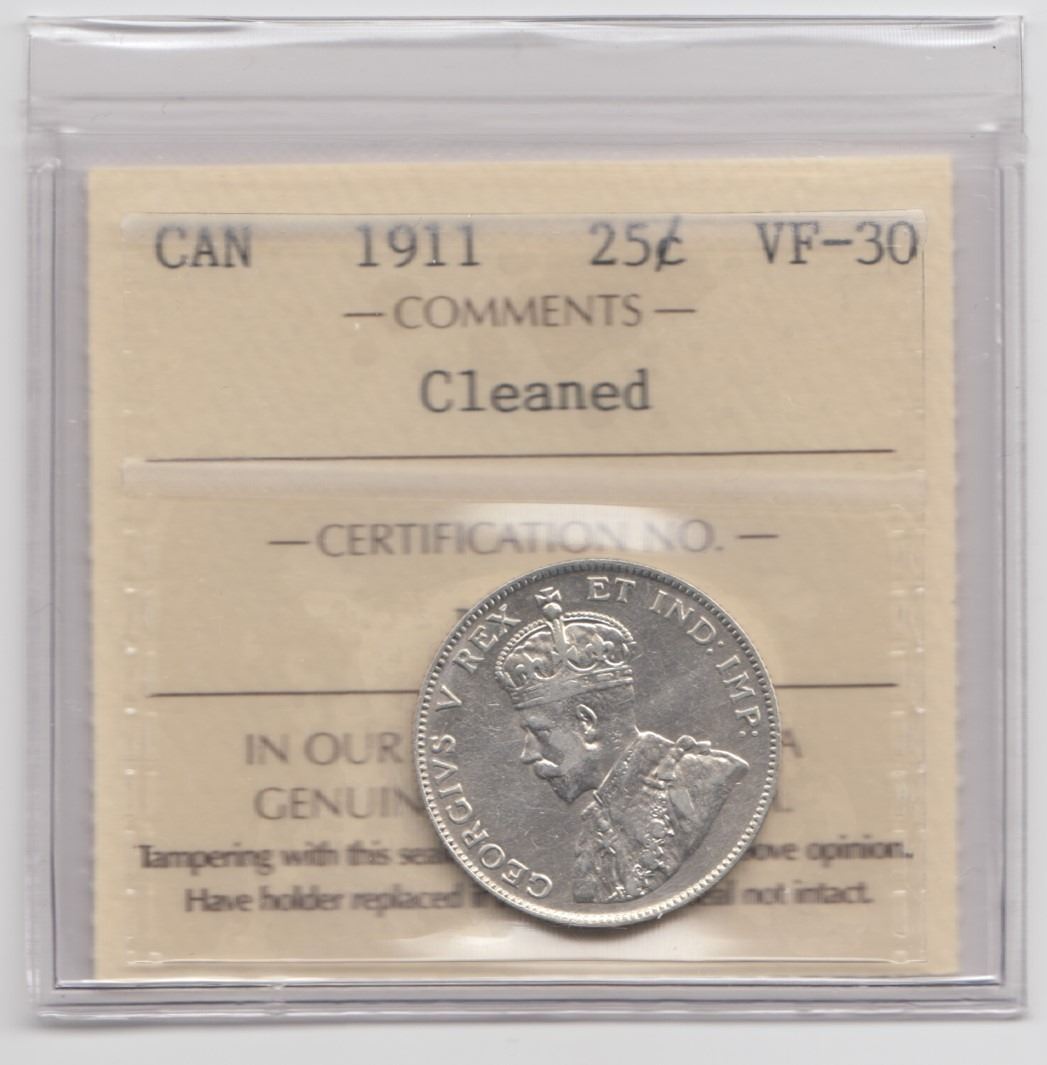 CAN 1911 25¢ VF-30
— COMMENTS —
Cleaned
— CERTIFICATION NO. —
GEORGIVS V REX ET IND: IMP:
IN OUR A
GENUIN L
Tampering with this sea ove opinion.
Have holder replaced eal not intact.